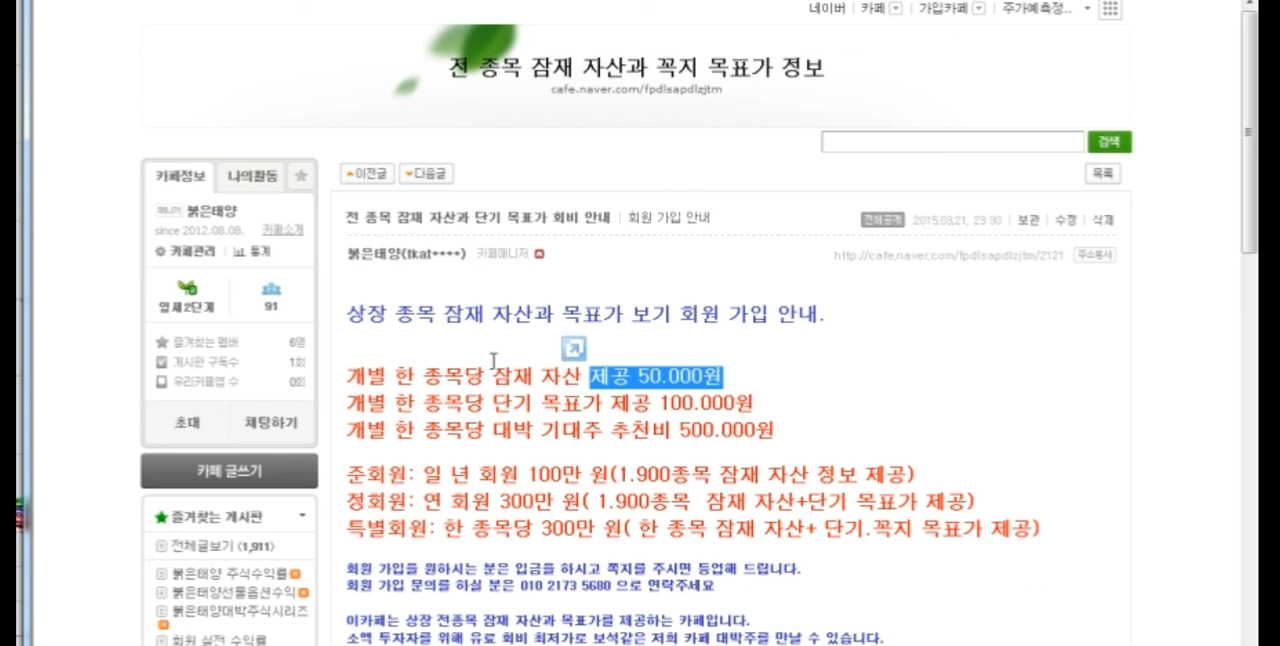 네이버 | 카페 | 가입카페 | 주가예측정..
전 종목 잠재 자산과 꼭지 목표가 정보
cafe.naver.com/fpdlsapdlzjtm
검색
카페정보 나의활동
이전글 다음글 목록
매니저 붉은태양
since 2012.08.08. 카페소개
카페관리 | 통계
전 종목 잠재 자산과 단기 목표가 회비 안내 | 회원 가입 안내
전체공개 2015.03.21. 23:30 | 보관 | 수정 | 삭제
붉은태양(tkat****) 카페매니저
http://cafe.naver.com/fpdlsapdlzjtm/2121 주소복사
잎새2단계 91
즐겨찾는 멤버 6명
게시판 구독수 1회
우리카페앱 수 0회
초대 채팅하기
카페 글쓰기
즐겨찾는 게시판
전체글보기 (1,911)
붉은태양 주식수익률
붉은태양선물옵션수익
붉은태양대박주식시리즈
회원 실전 수익률
상장 종목 잠재 자산과 목표가 보기 회원 가입 안내.
개별 한 종목당 잠재 자산 제공 50.000원
개별 한 종목당 단기 목표가 제공 100.000원
개별 한 종목당 대박 기대주 추천비 500.000원
준회원: 일 년 회원 100만 원(1.900종목 잠재 자산 정보 제공)
정회원: 연 회원 300만 원( 1.900종목 잠재 자산+단기 목표가 제공)
특별회원: 한 종목당 300만 원( 한 종목 잠재 자산+ 단기.꼭지 목표가 제공)
회원 가입을 원하시는 분은 입금을 하시고 쪽지를 주시면 등업해 드립니다.
회원 가입 문의를 하실 분은 010 2173 5680 으로 연락주세요
이카페는 상장 전종목 잠재 자산과 목표가를 제공하는 카페입니다.
소액 투자자를 위해 유료 회비 최저가로 보석같은 저희 카페 대박주를 만날 수 있습니다.